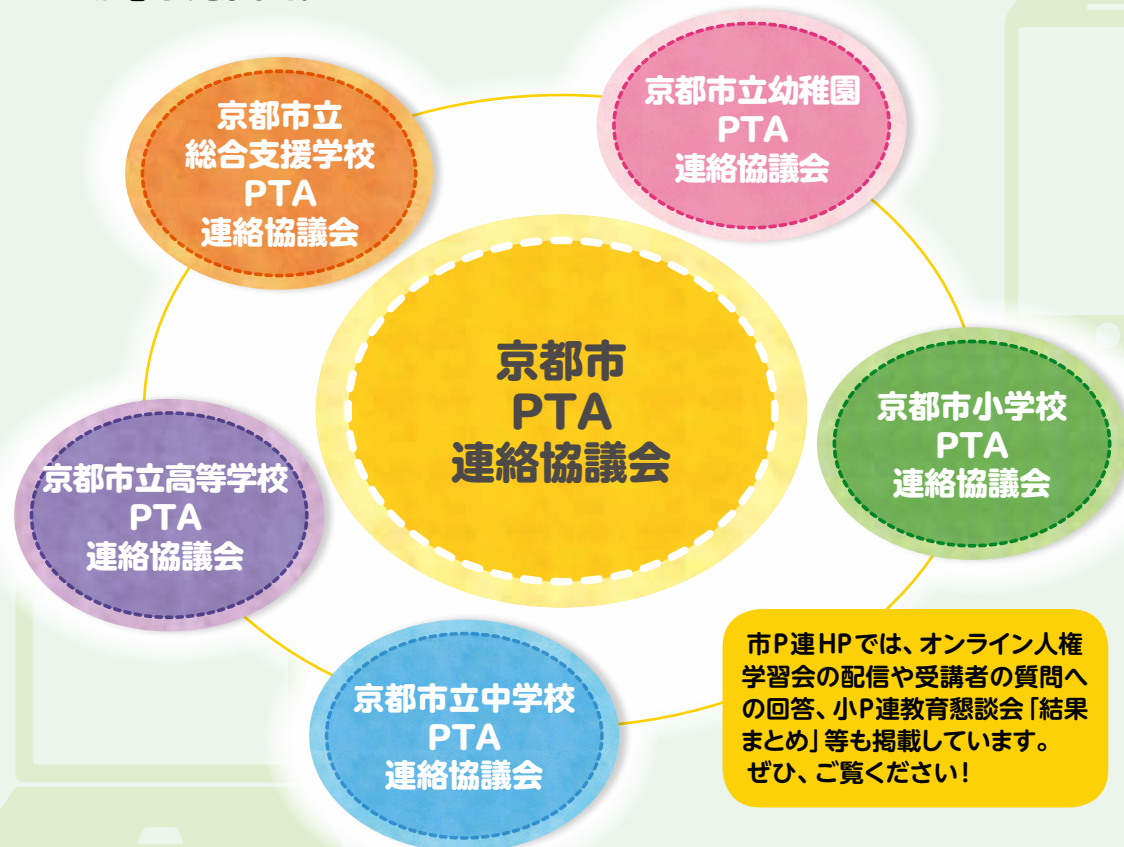 京都市立幼稚園
PTA
連絡協議会
京都市立
総合支援学校
PTA
連絡協議会
京都市
PTA
連絡協議会
京都市小学校
PTA
連絡協議会
京都市立高等学校
PTA
連絡協議会
京都市立中学校
PTA
連絡協議会
市P連HPでは、オンライン人権
学習会の配信や受講者の質問へ
の回答、小P連教育懇談会「結果
まとめ」等も掲載しています。
ぜひ、ご覧ください!